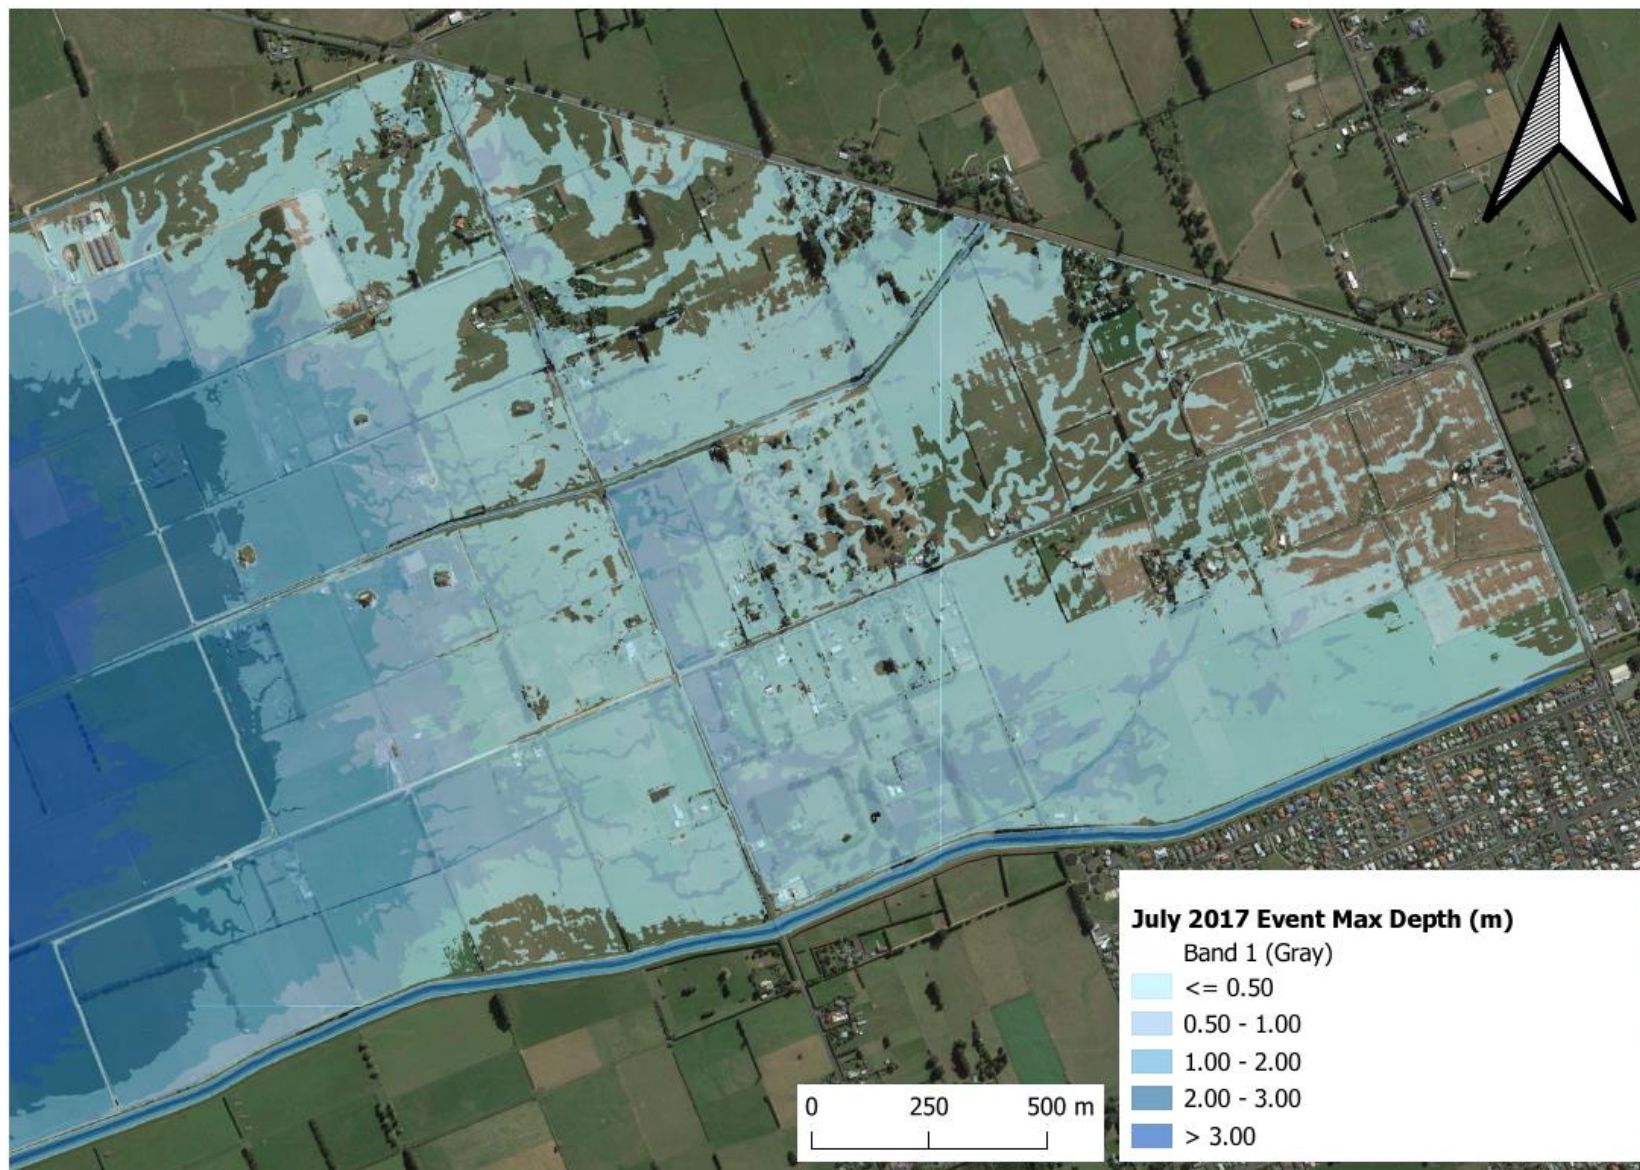 July 2017 Event Max Depth (m)
Band 1 (Gray)
<= 0.50
0.50 - 1.00
1.00 - 2.00
2.00 - 3.00
> 3.00
0 250 500 m